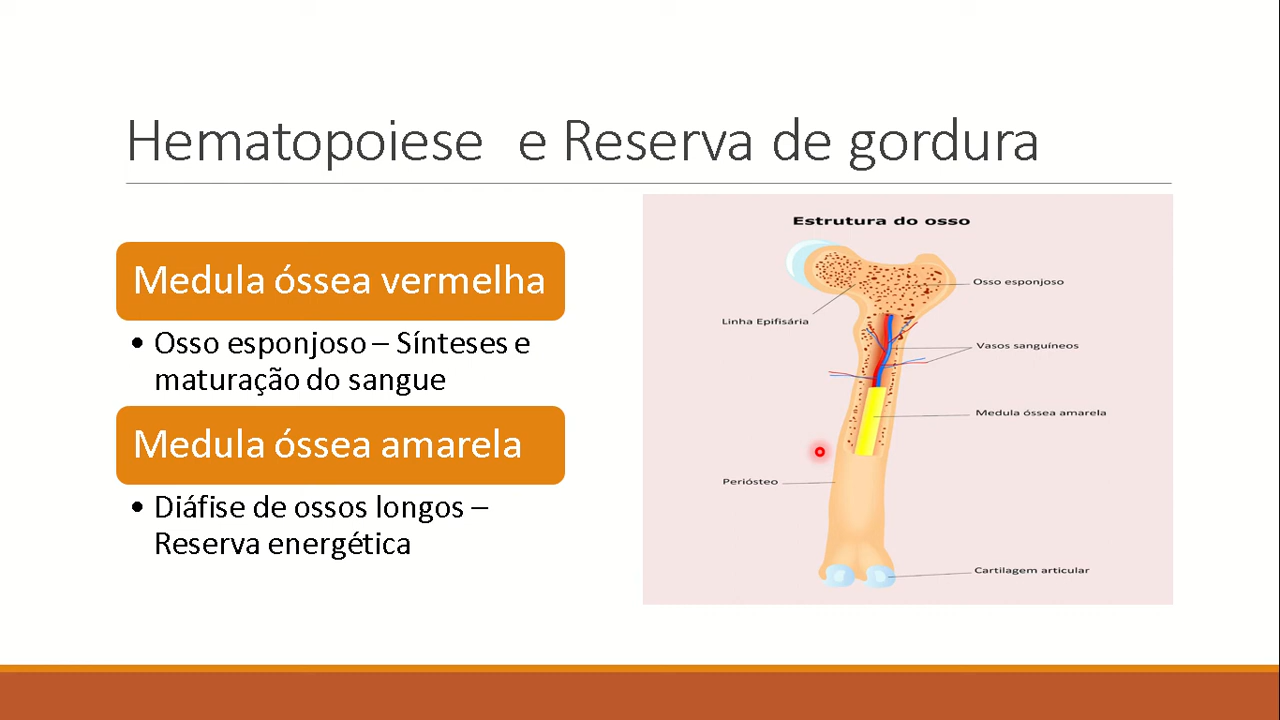 Hematopoiese e Reserva de gordura
Medula óssea vermelha
• Osso esponjoso – Sínteses e
maturação do sangue
Medula óssea amarela
• Diáfise de ossos longos –
Reserva energética
Estrutura do osso
Osso esponjoso
Linha Epifisária
Vasos sanguíneos
Medula óssea amarela
Periósteo
Cartilagem articular